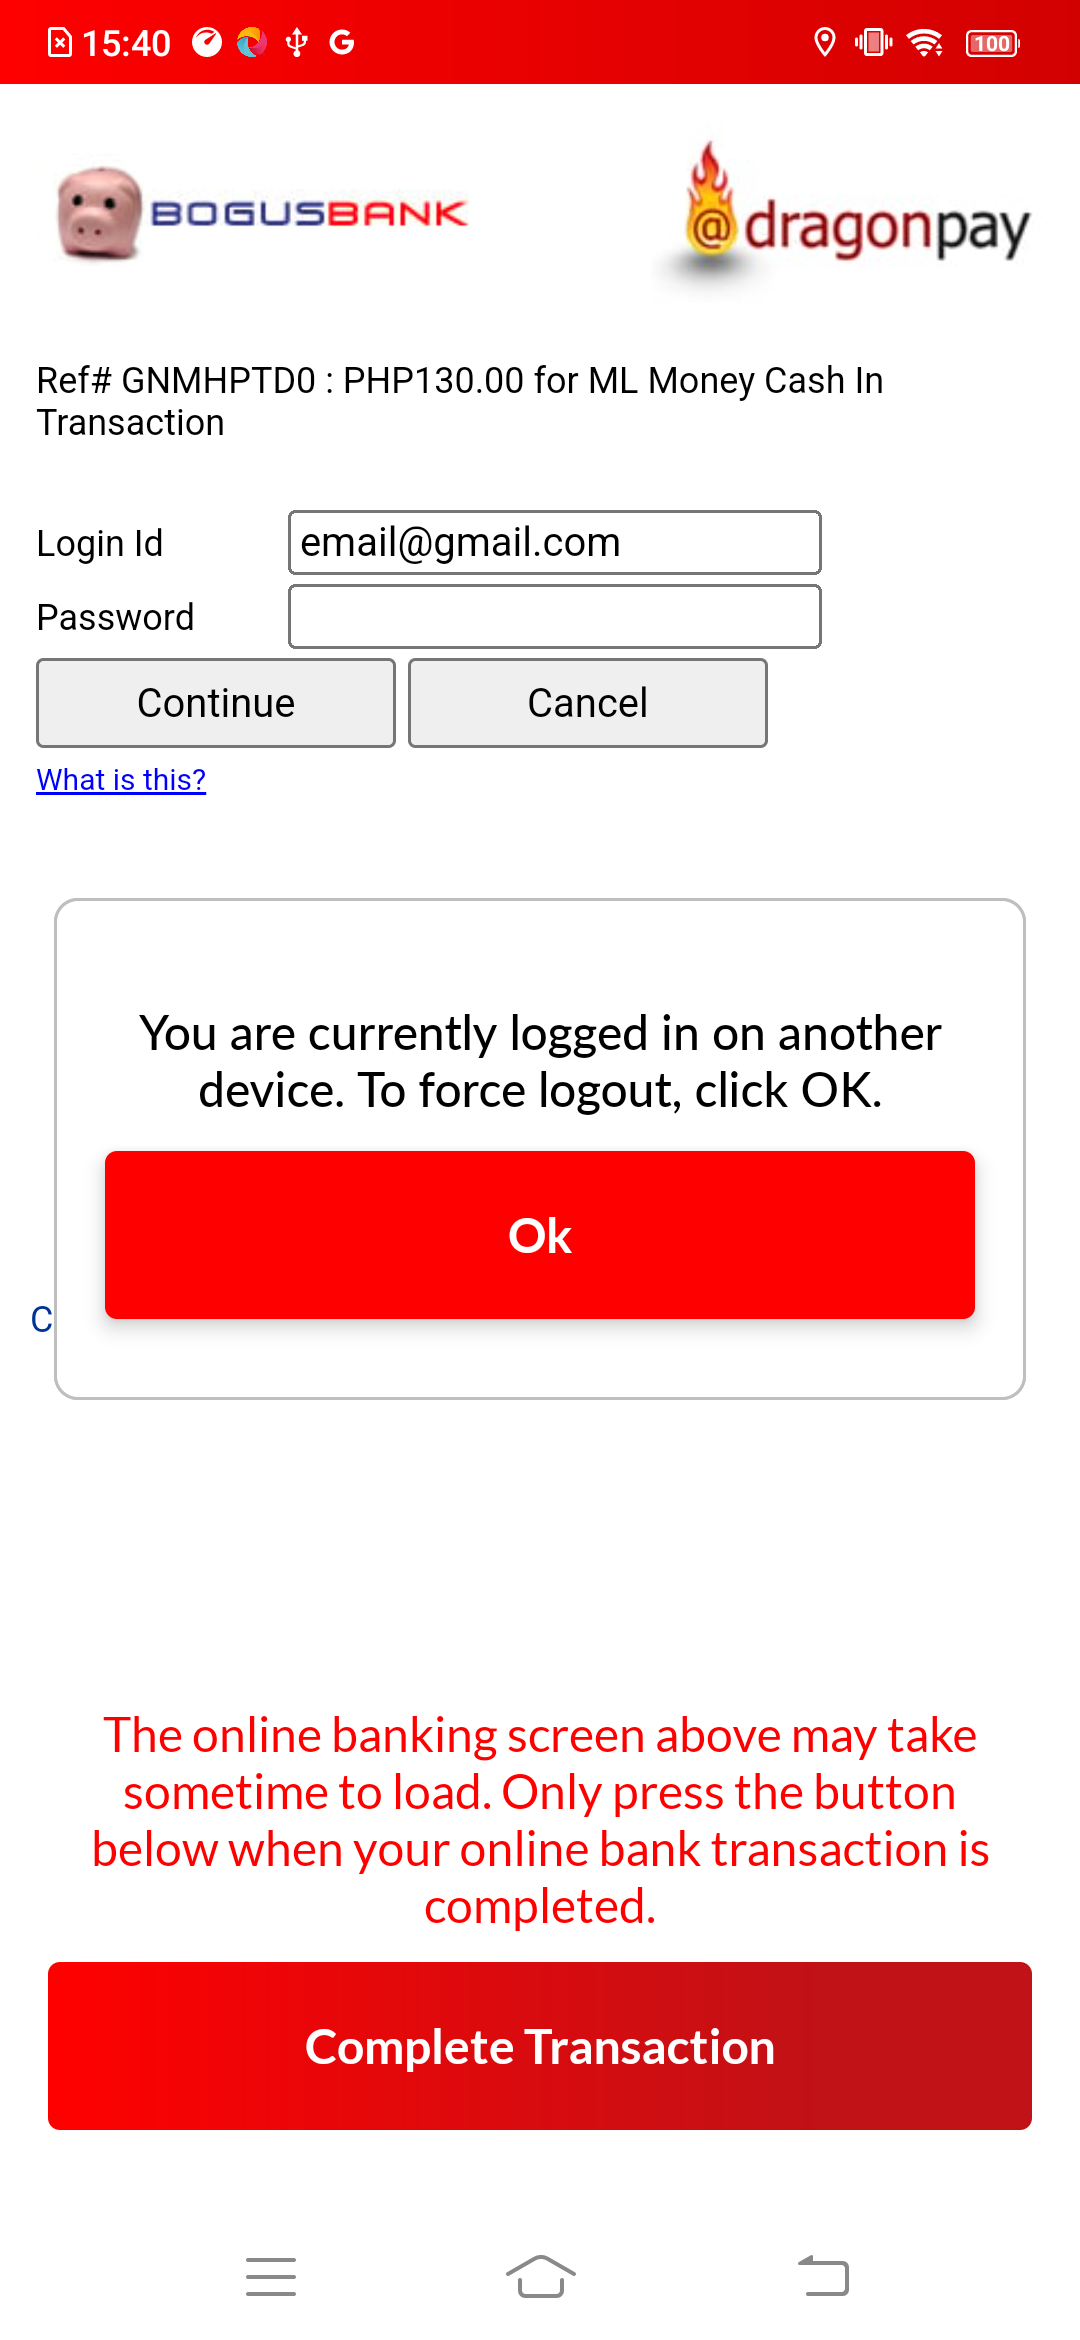 15:40
100
BOGUSBANK
@dragonpay
Ref# GNMHPTD0 : PHP130.00 for ML Money Cash In
Transaction
Login Id
email@gmail.com
Password
Continue
Cancel
What is this?
You are currently logged in on another
device. To force logout, click OK.
Ok
C
The online banking screen above may take
sometime to load. Only press the button
below when your online bank transaction is
completed.
Complete Transaction